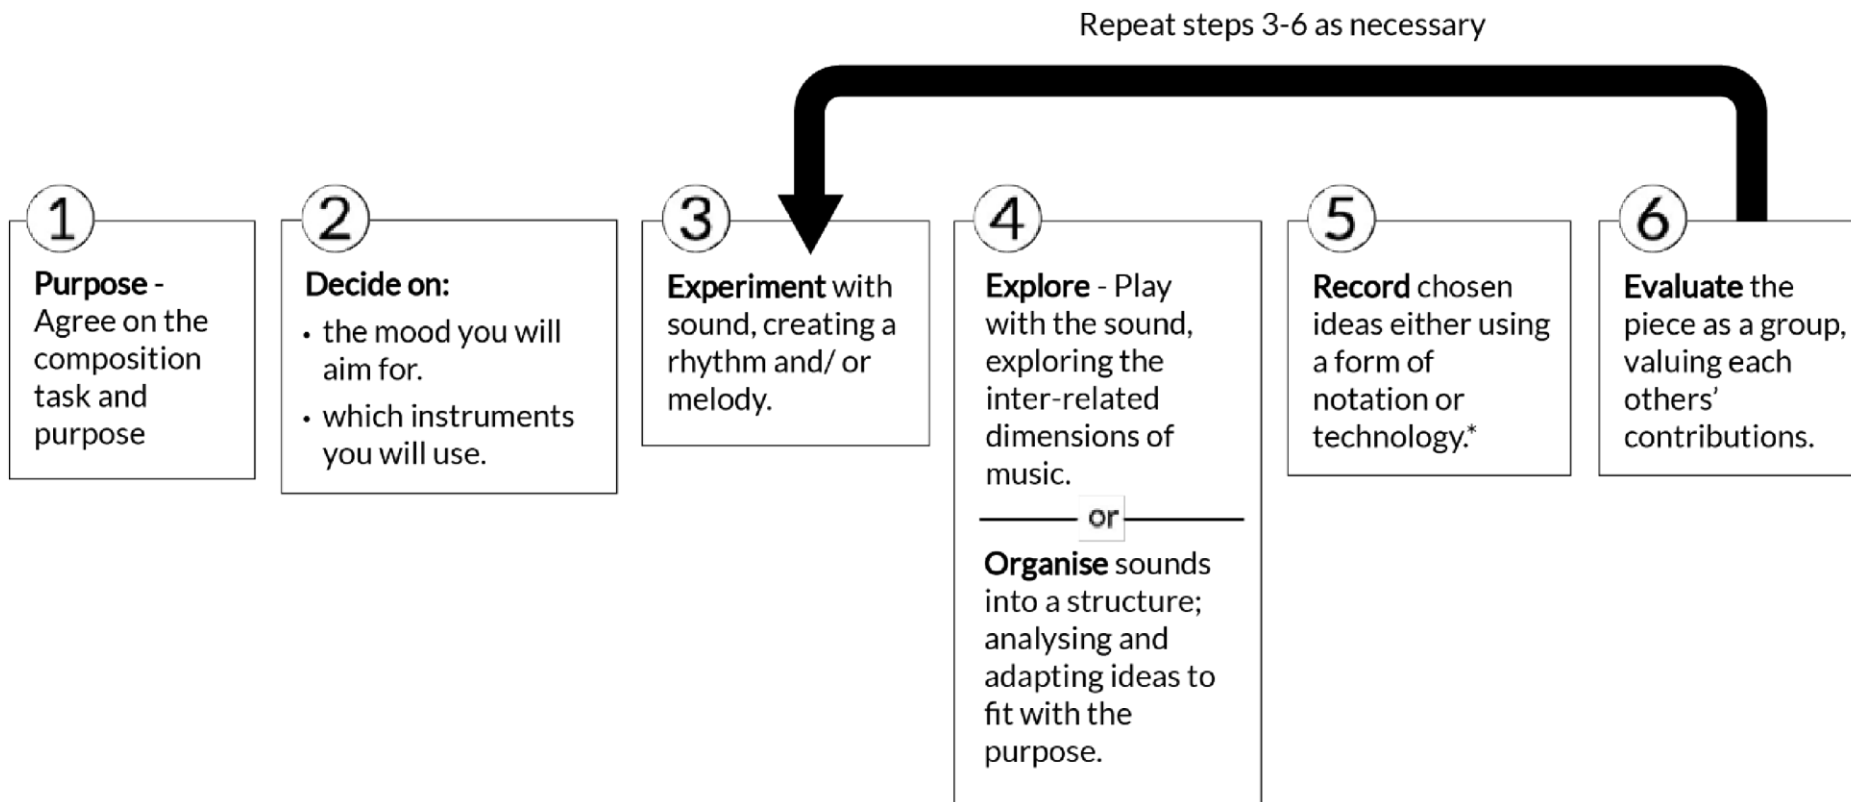 Repeat steps 3-6 as necessary
1
Purpose -
Agree on the
composition
task and
purpose
2
Decide on:
• the mood you will
aim for.
• which instruments
you will use.
3
Experiment with
sound, creating a
rhythm and/ or
melody.
4
Explore - Play
with the sound,
exploring the
inter-related
dimensions of
music.
or
Organise sounds
into a structure;
analysing and
adapting ideas to
fit with the
purpose.
5
Record chosen
ideas either using
a form of
notation or
technology.*
6
Evaluate the
piece as a group,
valuing each
others’
contributions.